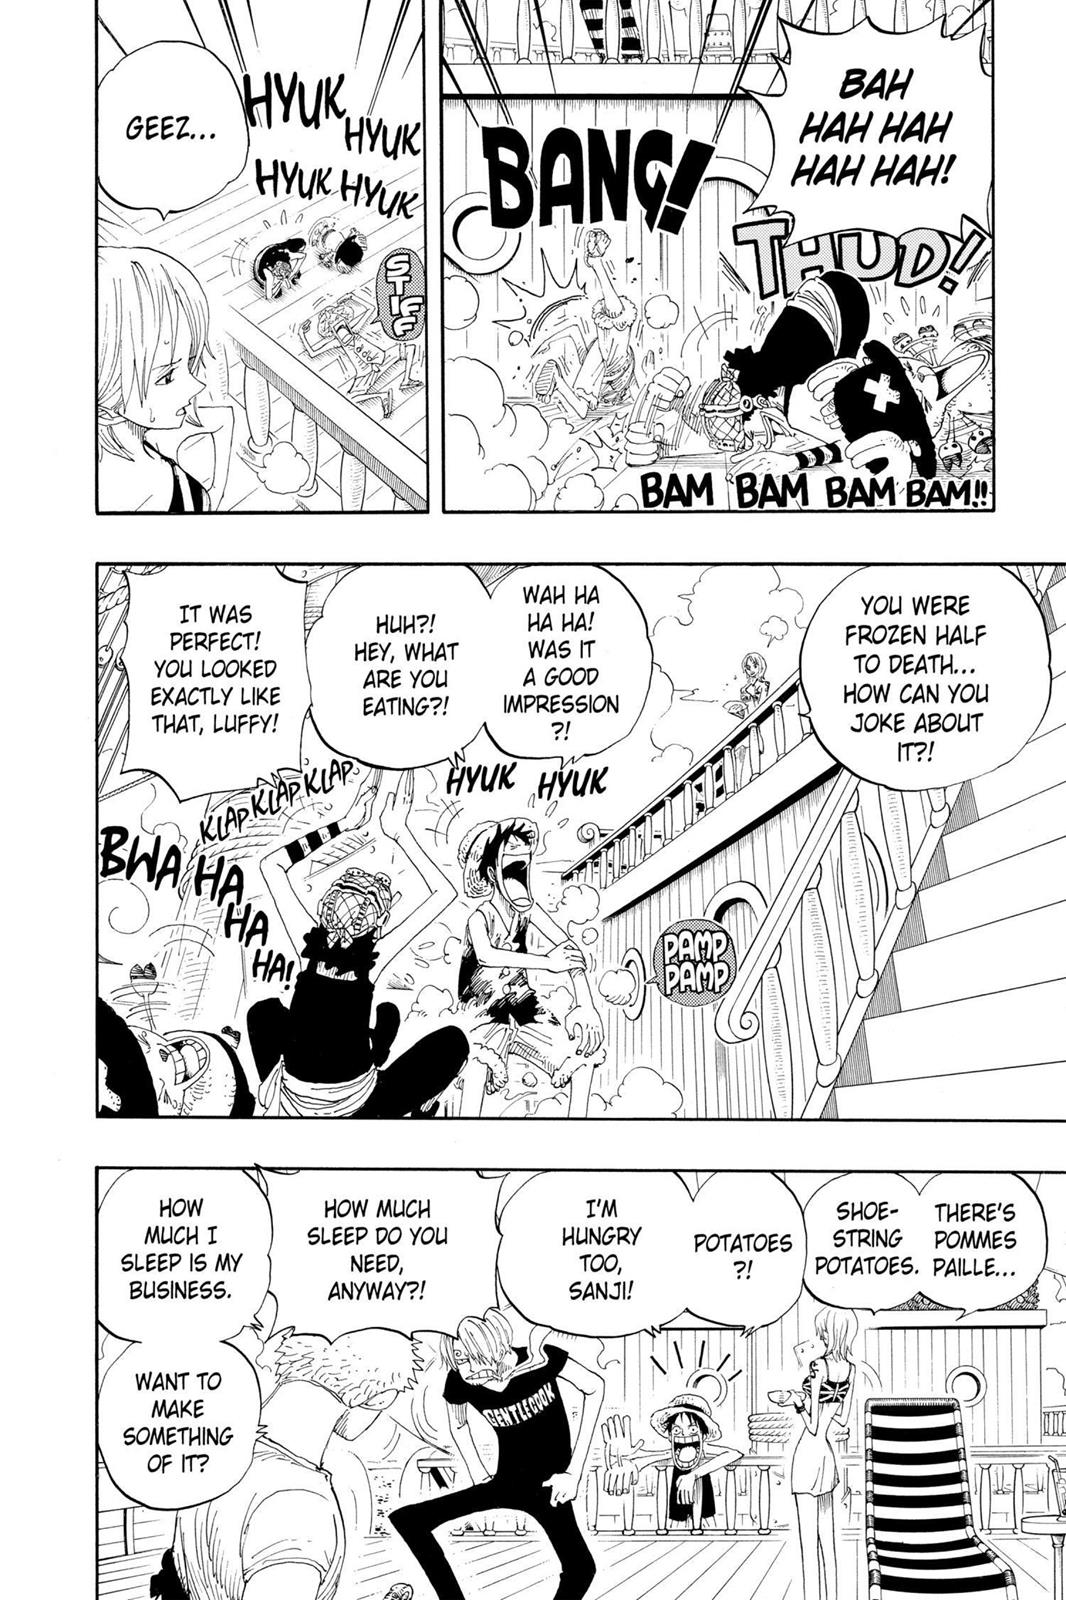 BAH
HAH HAH
HAH HAH!
BANG!
THUD!
BAM BAM BAM BAM!!
GEEZ...
HYUK
HYUK
HYUK HYUK
STIFF
YOU WERE
FROZEN HALF
TO DEATH...
HOW CAN YOU
JOKE ABOUT
IT?!
WAH HA
HA HA!
WAS IT
A GOOD
IMPRESSION
?!
HUH?!
HEY, WHAT
ARE YOU
EATING?!
IT WAS
PERFECT!
YOU LOOKED
EXACTLY LIKE
THAT, LUFFY!
HYUK HYUK
KLAP KLAP KLAP
BWA HA
HA
HA
HA!
PAMP
PAMP
THERE'S
POMMES
PAILLE...
SHOE-
STRING
POTATOES.
POTATOES
?!
I'M
HUNGRY
TOO,
SANJI!
HOW MUCH
SLEEP DO YOU
NEED,
ANYWAY?!
HOW
MUCH I
SLEEP IS MY
BUSINESS.
WANT TO
MAKE
SOMETHING
OF IT?
GENTLECOOK